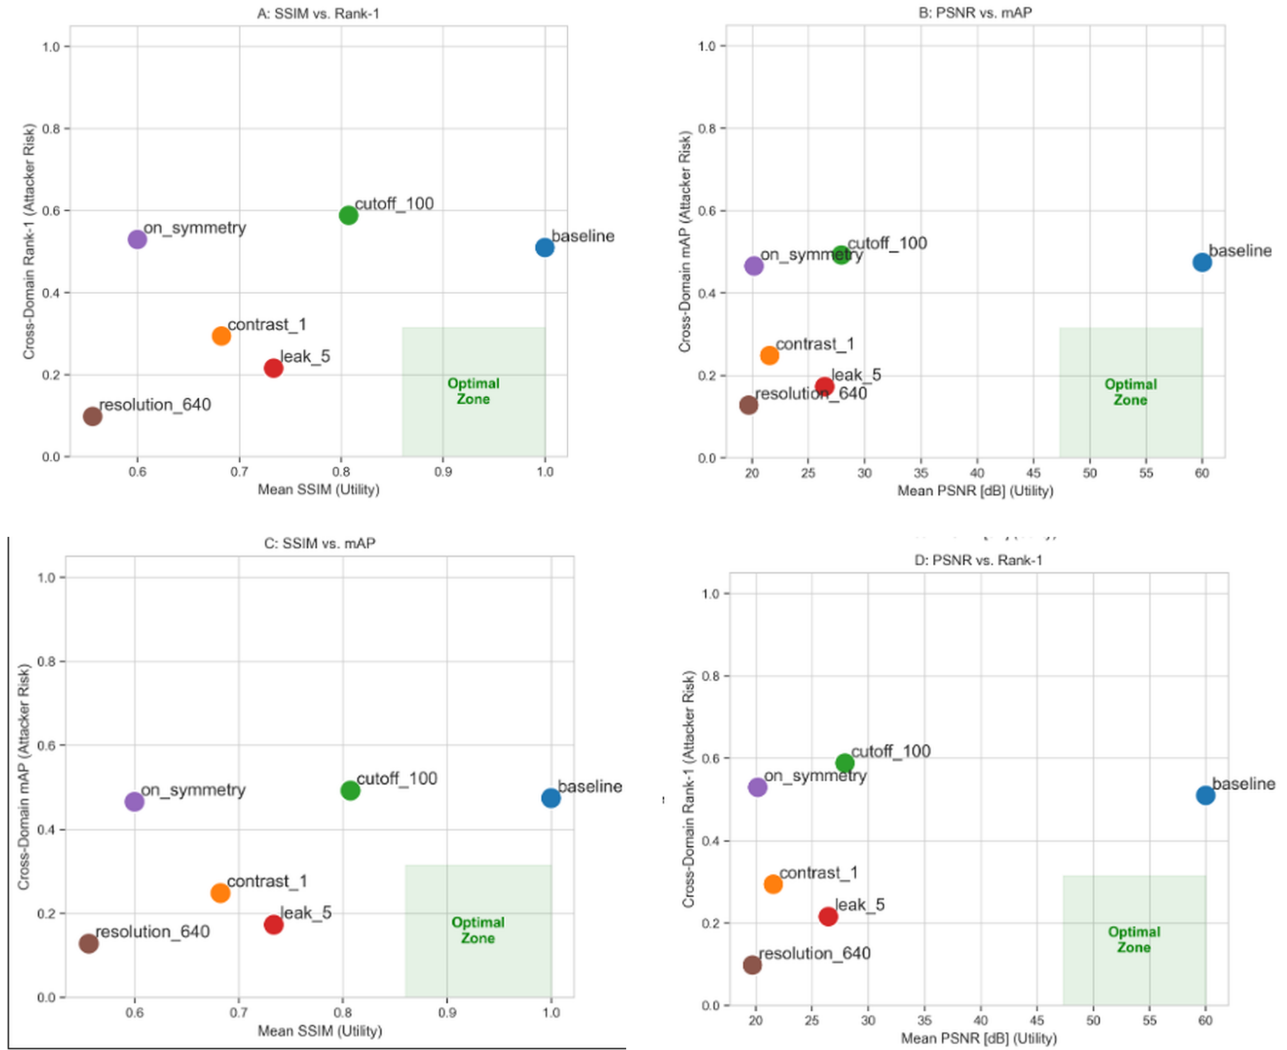 A: SSIM vs. Rank-1
Cross-Domain Rank-1 (Attacker Risk)
1.0
0.8
0.6
0.4
0.2
0.0
on_symmetry
cutoff_100
baseline
contrast_1
leak_5
resolution_640
Optimal
Zone
0.6 0.7 0.8 0.9 1.0
Mean SSIM (Utility)
B: PSNR vs. mAP
Cross-Domain mAP (Attacker Risk)
1.0
0.8
0.6
0.4
0.2
0.0
cutoff_100
on_symmetry
baseline
contrast_1
leak_5
resolution_640
Optimal
Zone
20 25 30 35 40 45 50 55 60
Mean PSNR [dB] (Utility)
C: SSIM vs. mAP
Cross-Domain mAP (Attacker Risk)
1.0
0.8
0.6
0.4
0.2
0.0
on_symmetry
cutoff_100
baseline
contrast_1
leak_5
resolution_640
Optimal
Zone
0.6 0.7 0.8 0.9 1.0
Mean SSIM (Utility)
D: PSNR vs. Rank-1
Cross-Domain Rank-1 (Attacker Risk)
1.0
0.8
0.6
0.4
0.2
0.0
cutoff_100
on_symmetry
baseline
contrast_1
leak_5
resolution_640
Optimal
Zone
20 25 30 35 40 45 50 55 60
Mean PSNR [dB] (Utility)